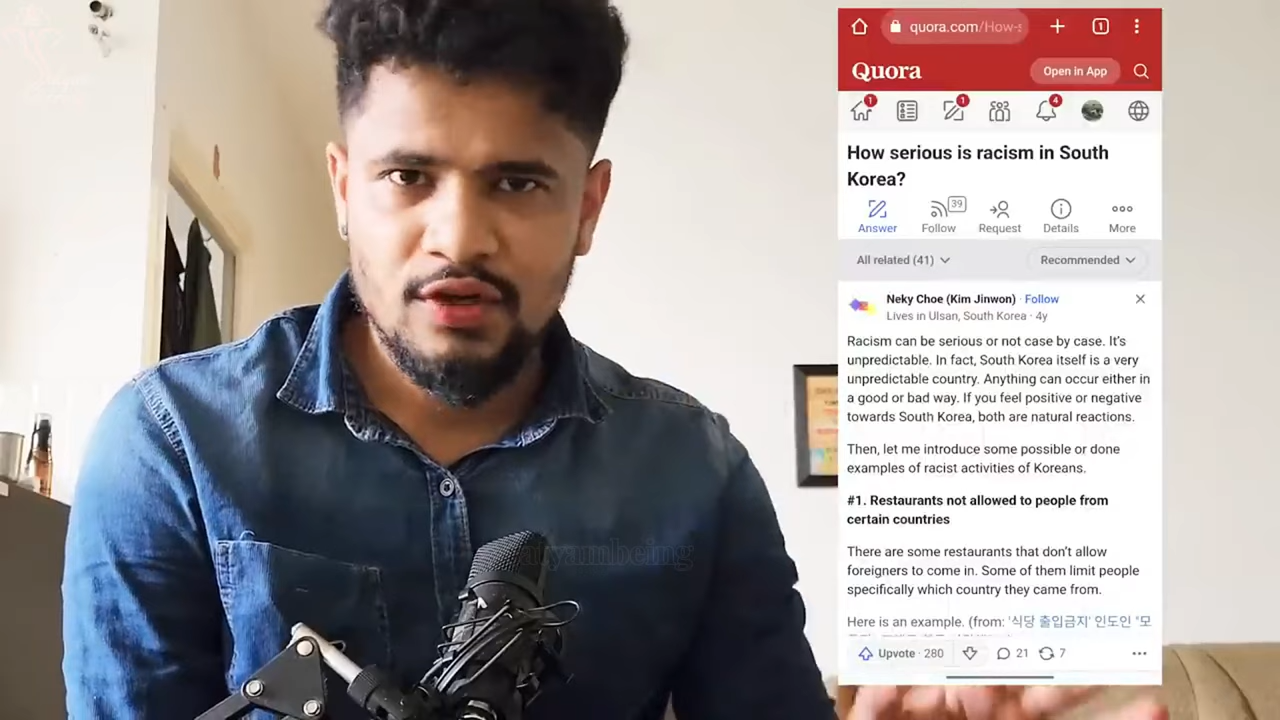 quora.com/How-s
1
Quora
Open in App
1
1
4
How serious is racism in South
Korea?
39
Answer
Follow
Request
Details
More
All related (41)
Recommended
Neky Choe (Kim Jinwon) · Follow
Lives in Ulsan, South Korea · 4y
Racism can be serious or not case by case. It's
unpredictable. In fact, South Korea itself is a very
unpredictable country. Anything can occur either in
a good or bad way. If you feel positive or negative
towards South Korea, both are natural reactions.
Then, let me introduce some possible or done
examples of racist activities of Koreans.
#1. Restaurants not allowed to people from
certain countries
There are some restaurants that don't allow
foreigners to come in. Some of them limit people
specifically which country they came from.
Here is an example. (from: '식당 출입금지' 인도인 "모
Upvote · 280
21
7
satyambeing